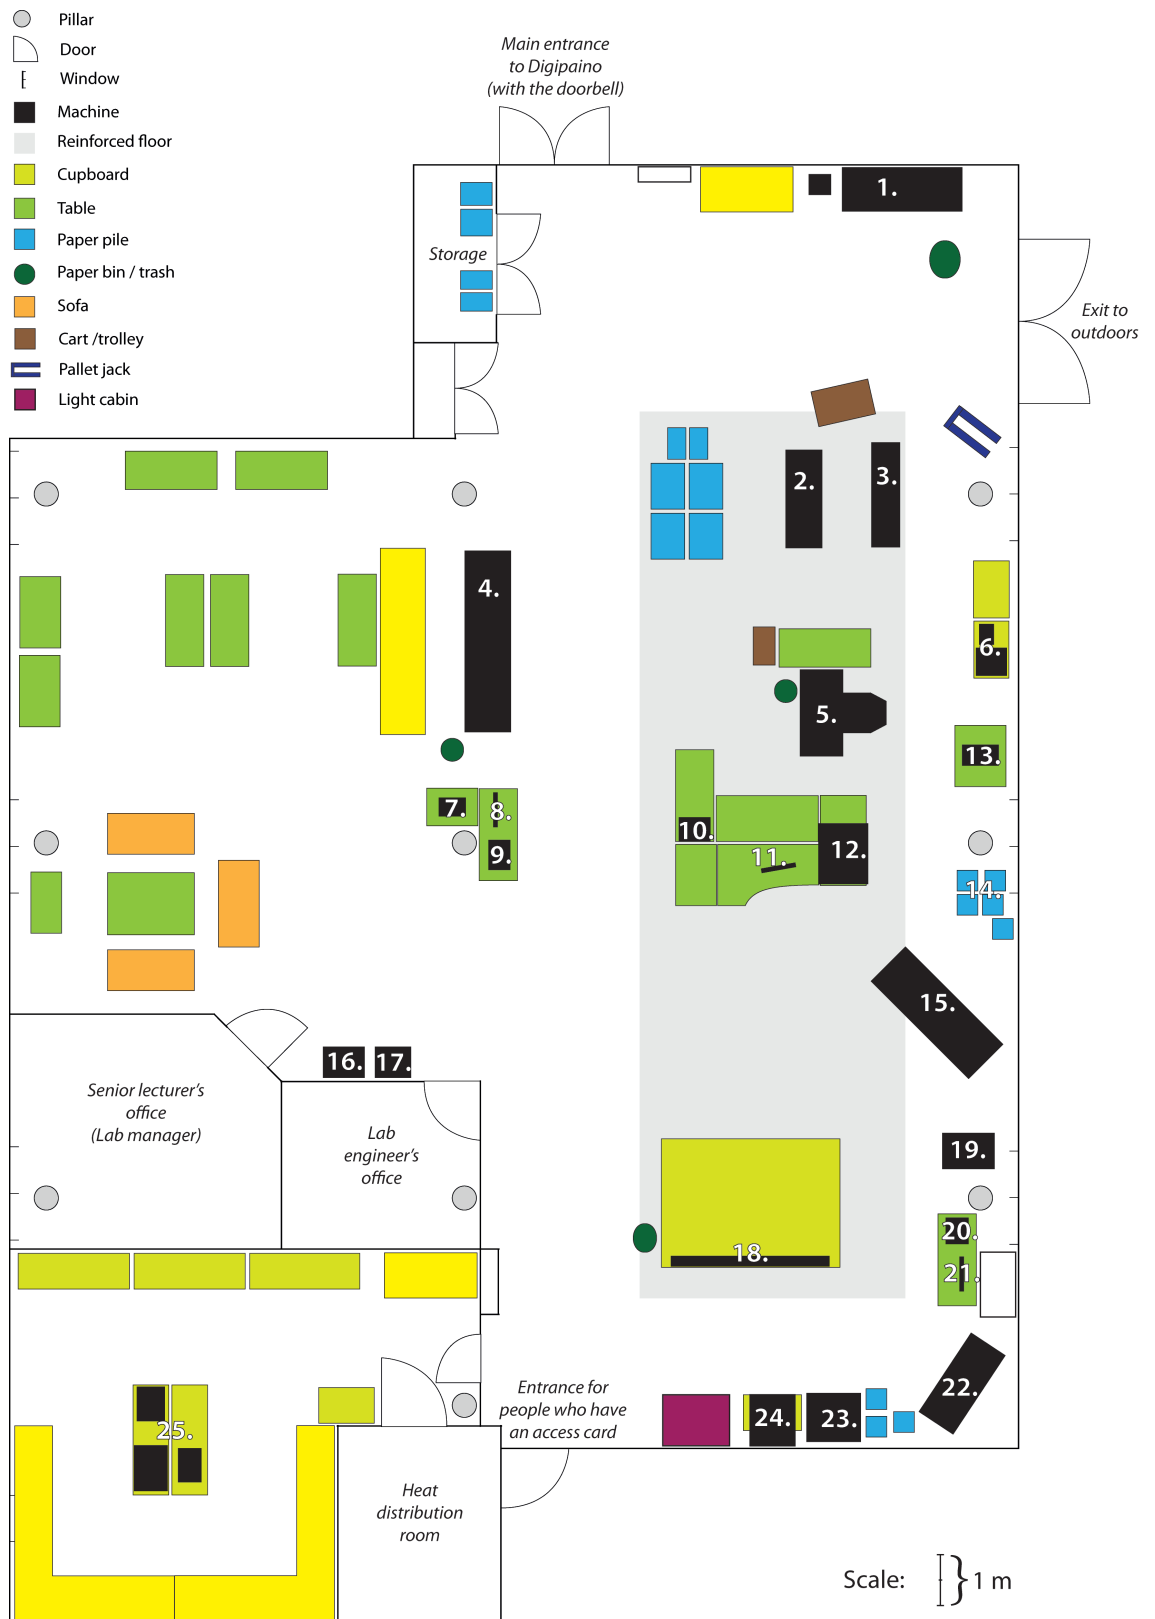 Pillar
Door
Window
Machine
Reinforced floor
Cupboard
Table
Paper pile
Paper bin / trash
Sofa
Cart /trolley
Pallet jack
Light cabin
Main entrance
to Digipaino
(with the doorbell)
1.
Storage
Exit to
outdoors
2.
3.
4.
5.
6.
7.
8.
9.
10.
11.
12.
13.
14.
15.
16.
17.
Senior lecturer's
office
(Lab manager)
Lab
engineer's
office
18.
19.
20.
21.
22.
23.
24.
Entrance for
people who have
an access card
25.
Heat
distribution
room
Scale:
1 m